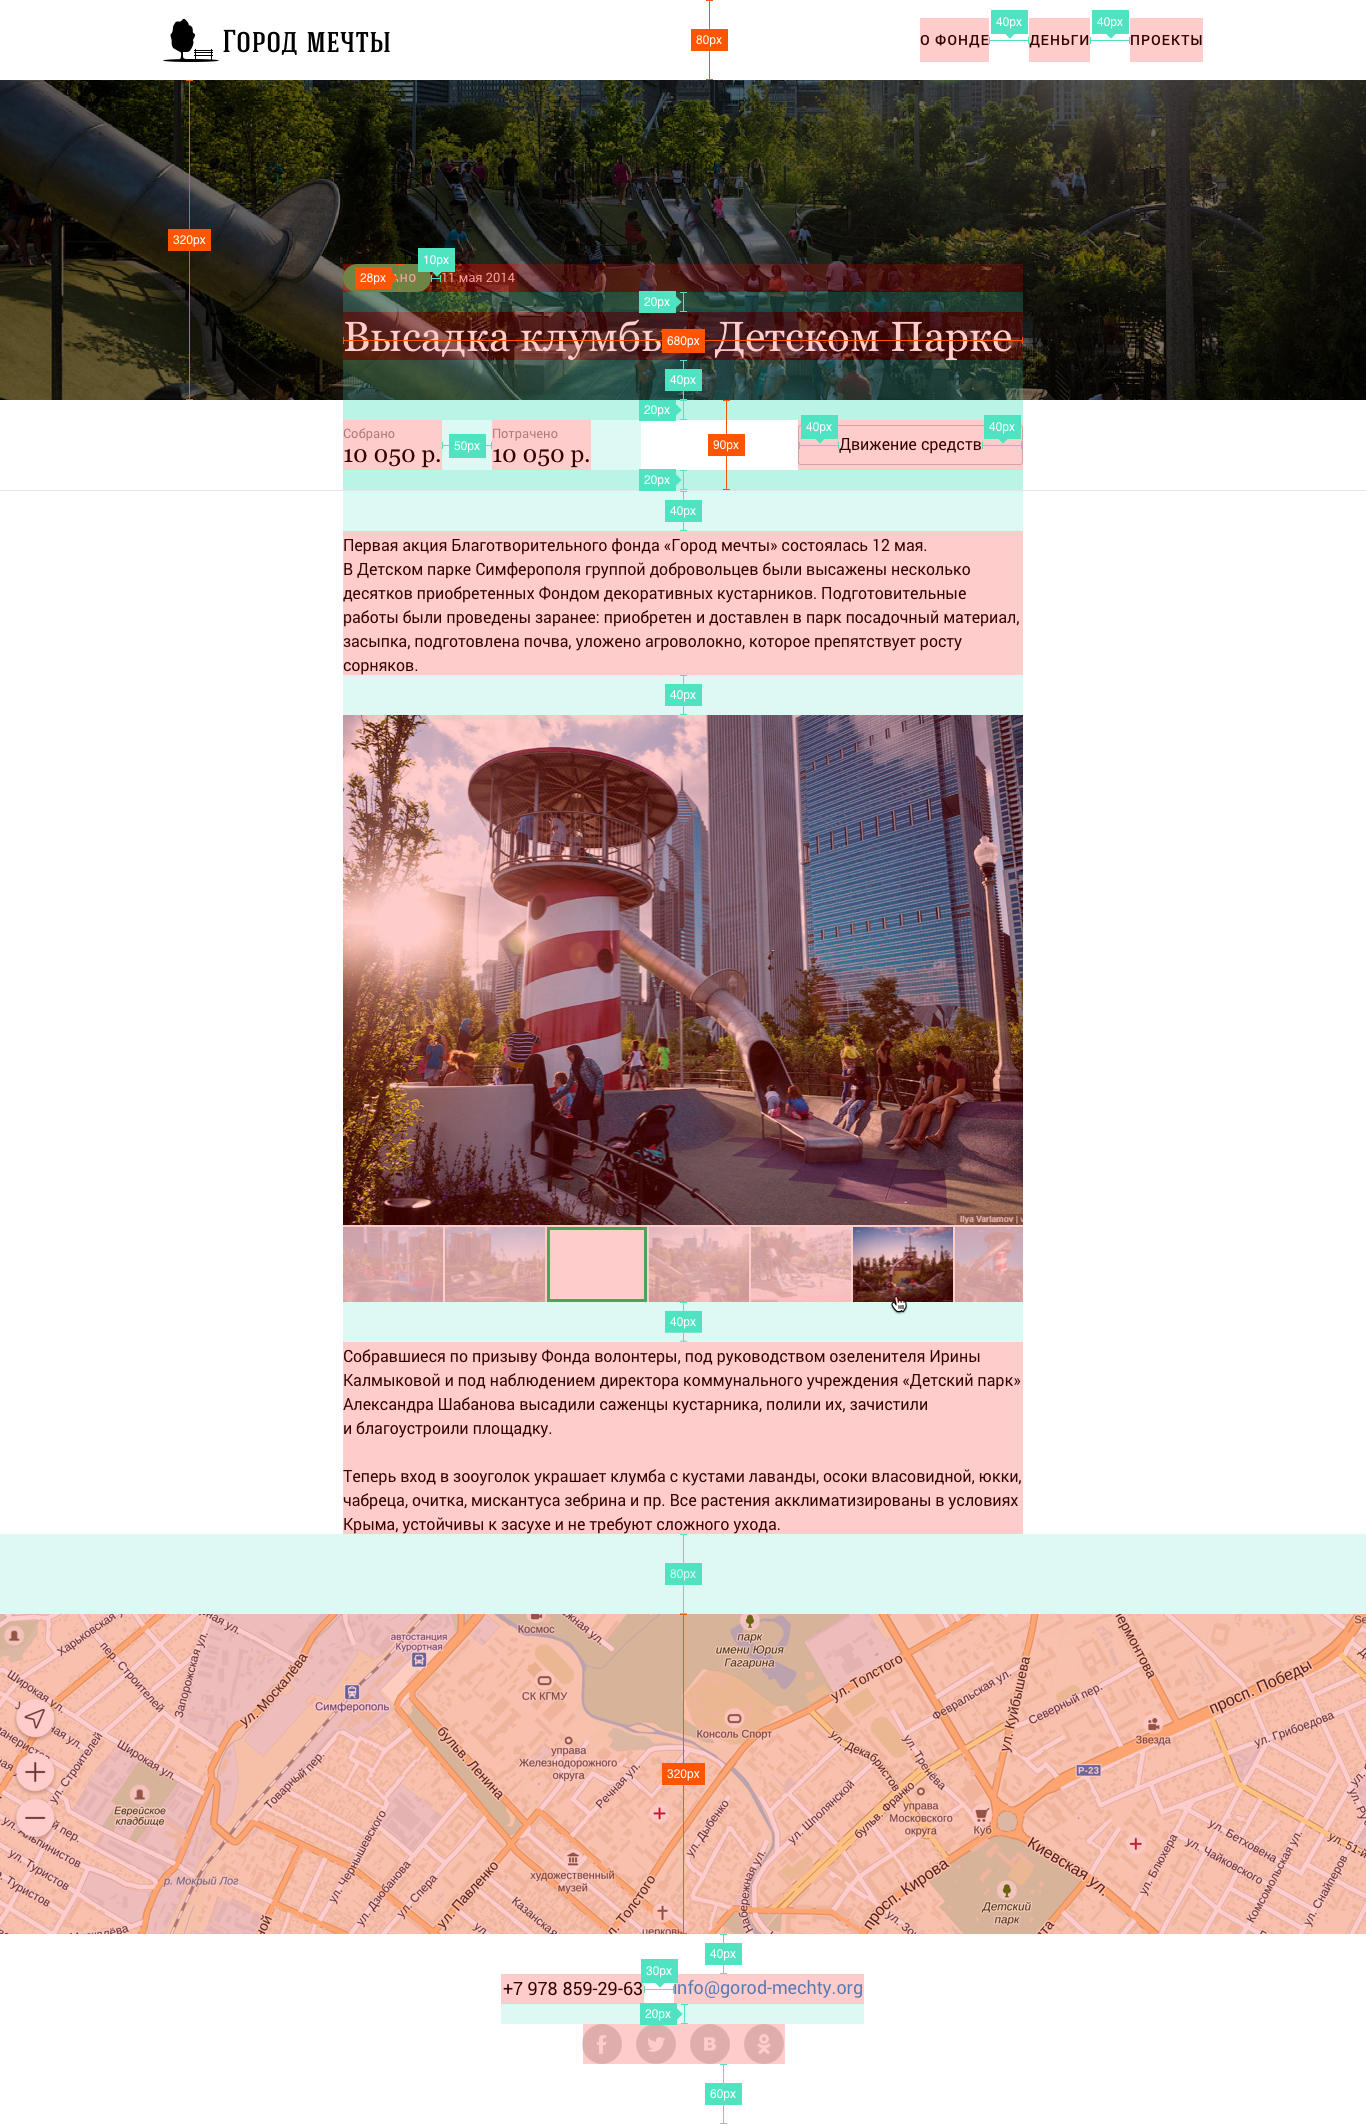 Город мечты
80px
О ФОНДЕ
40px
ДЕНЬГИ
40px
ПРОЕКТЫ
320px
28px
10px
11 мая 2014
20px
Высадка клумбы
680px
Детском Парке
40px
20px
Собрано
10 050 р.
50px
Потрачено
10 050 р.
90px
40px
Движение средств
40px
20px
40px
Первая акция Благотворительного фонда «Город мечты» состоялась 12 мая.
В Детском парке Симферополя группой добровольцев были высажены несколько
десятков приобретенных Фондом декоративных кустарников. Подготовительные
работы были проведены заранее: приобретен и доставлен в парк посадочный материал,
засыпка, подготовлена почва, уложено агроволокно, которое препятствует росту
сорняков.
40px
Ilya Varlamov
40px
Собравшиеся по призыву Фонда волонтеры, под руководством озеленителя Ирины
Калмыковой и под наблюдением директора коммунального учреждения «Детский парк»
Александра Шабанова высадили саженцы кустарника, полили их, зачистили
и благоустроили площадку.
Теперь вход в зооуголок украшает клумба с кустами лаванды, осоки власовидной, юкки,
чабреца, очитка, мискантуса зебрина и пр. Все растения акклиматизированы в условиях
Крыма, устойчивы к засухе и не требуют сложного ухода.
80px
Харьковская
пер. Строителей
Запорожская ул.
ул. Москалёва
автостанция
Курортная
Космос
парк
имени Юрия
Гагарина
ул. Толстого
Февральская ул.
ул. Куйбышева
Северный пер.
просп. Победы
Звезда
ул. Грибоедова
Широкая ул.
ул. Строителей
Широкая ул.
Симферополь
СК КГМУ
Консоль Спорт
бульв. Ленина
управа
Железнодорожного
округа
Речная ул.
320px
ул. Декабристов
ул. Тренёва
P-23
Товарный пер.
Еврейское
кладбище
ул. Дыбенко
ул. Шполянской
бульв. Франко
управа
Московского
округа
Куб
Киевская ул.
ул. Туристов
р. Мокрый Лог
ул. Чернышевского
ул. Дзюбанова
ул. Спера
ул. Павленко
художественный
музей
Казанская
церковь
Толстого
Набережная ул.
просп. Кирова
Детский
парк
ул. Блюхера
ул. Бетховена
ул. Чайковского
Комсомольская ул.
ул. Снайперов
40px
+7 978 859-29-63
30px
info@gorod-mechty.org
20px
60px